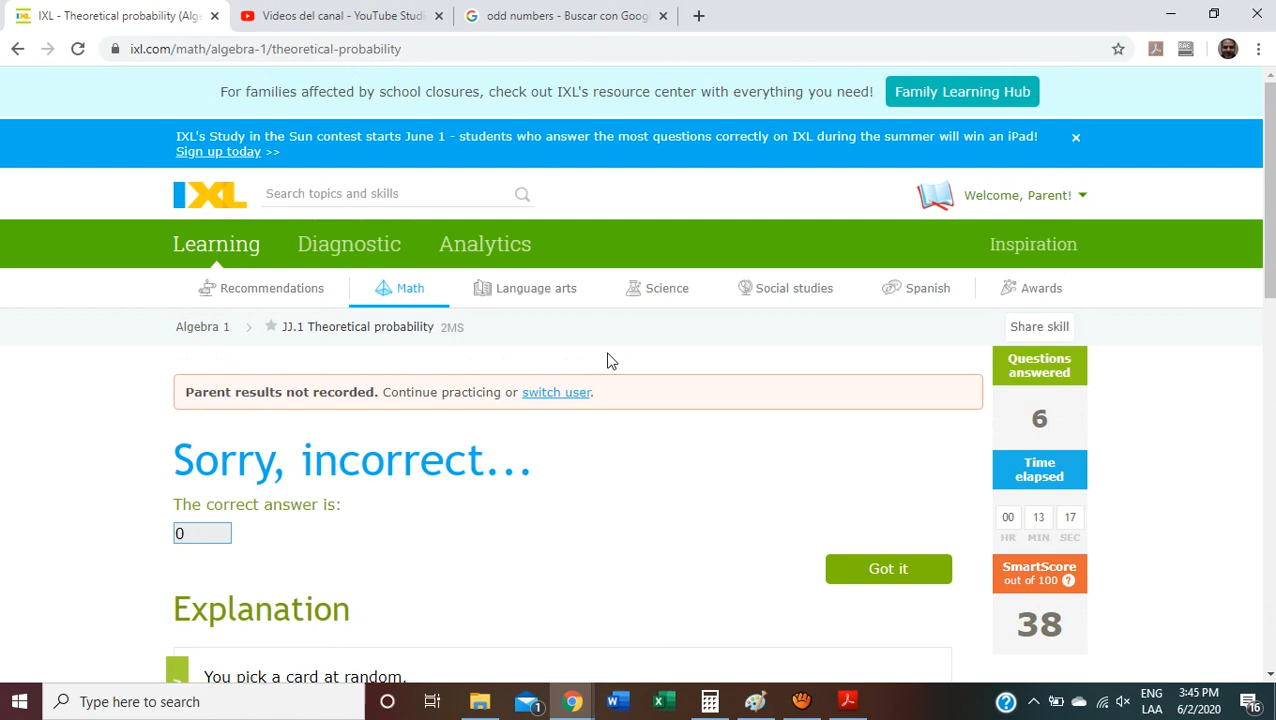 IXL - Theoretical probability (Alge
Videos del canal - YouTube Studi
odd numbers - Buscar con Google
ixl.com/math/algebra-1/theoretical-probability
For families affected by school closures, check out IXL's resource center with everything you need!
Family Learning Hub
IXL's Study in the Sun contest starts June 1 - students who answer the most questions correctly on IXL during the summer will win an iPad!
Sign up today >>
IXL
Search topics and skills
Welcome, Parent!
Learning
Diagnostic
Analytics
Inspiration
Recommendations
Math
Language arts
Science
Social studies
Spanish
Awards
Algebra 1
JJ.1 Theoretical probability 2MS
Share skill
Questions
answered
6
Parent results not recorded. Continue practicing or switch user.
Sorry, incorrect...
The correct answer is:
0
Time
elapsed
00 13 17
HR MIN SEC
Got it
SmartScore
out of 100 ?
38
Explanation
You pick a card at random.
Type here to search
1
ENG
LAA
3:45 PM
6/2/2020
16